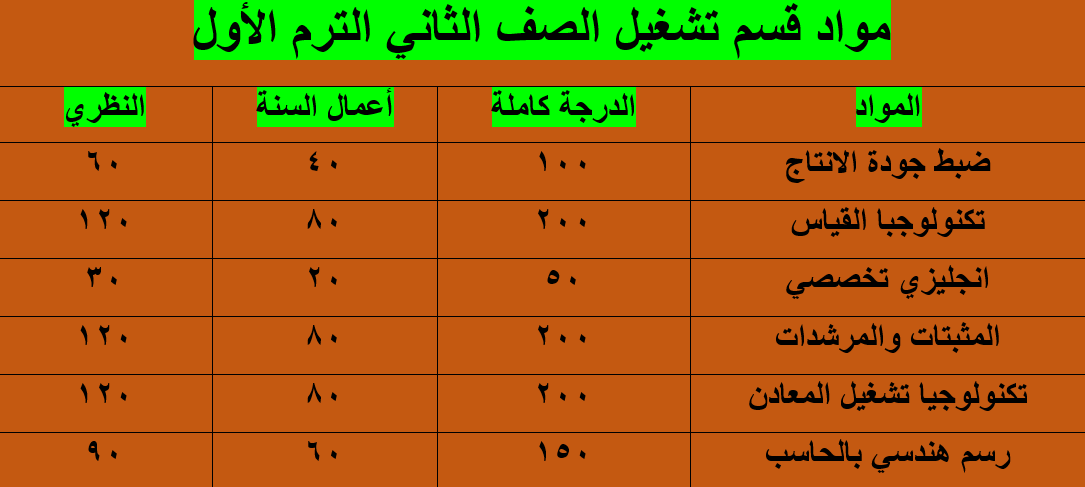 مواد قسم تشغيل الصف الثاني الترم الأول
المواد الدرجة كاملة أعمال السنة النظري
ضبط جودة الانتاج ١٠٠ ٤٠ ٦٠
تكنولوجبا القياس ٢٠٠ ٨٠ ١٢٠
انجليزي تخصصي ٥٠ ٢٠ ٣٠
المثبتات والمرشدات ٢٠٠ ٨٠ ١٢٠
تكنولوجيا تشغيل المعادن ٢٠٠ ٨٠ ١٢٠
رسم هندسي بالحاسب ١٥٠ ٦٠ ٩٠